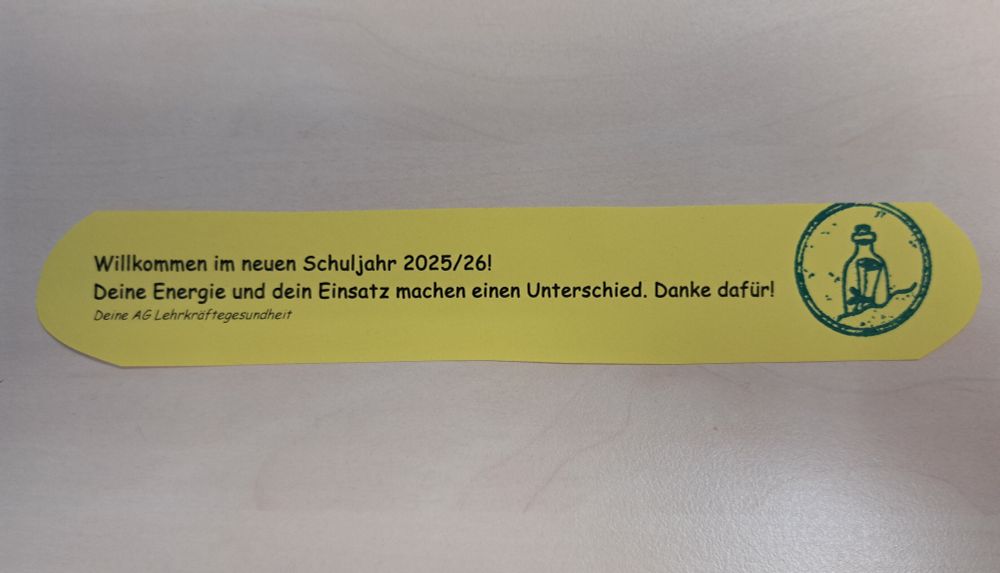 Willkommen im neuen Schuljahr 2025/26!
Deine Energie und dein Einsatz machen einen Unterschied. Danke dafür!
Deine AG Lehrkräftegesundheit